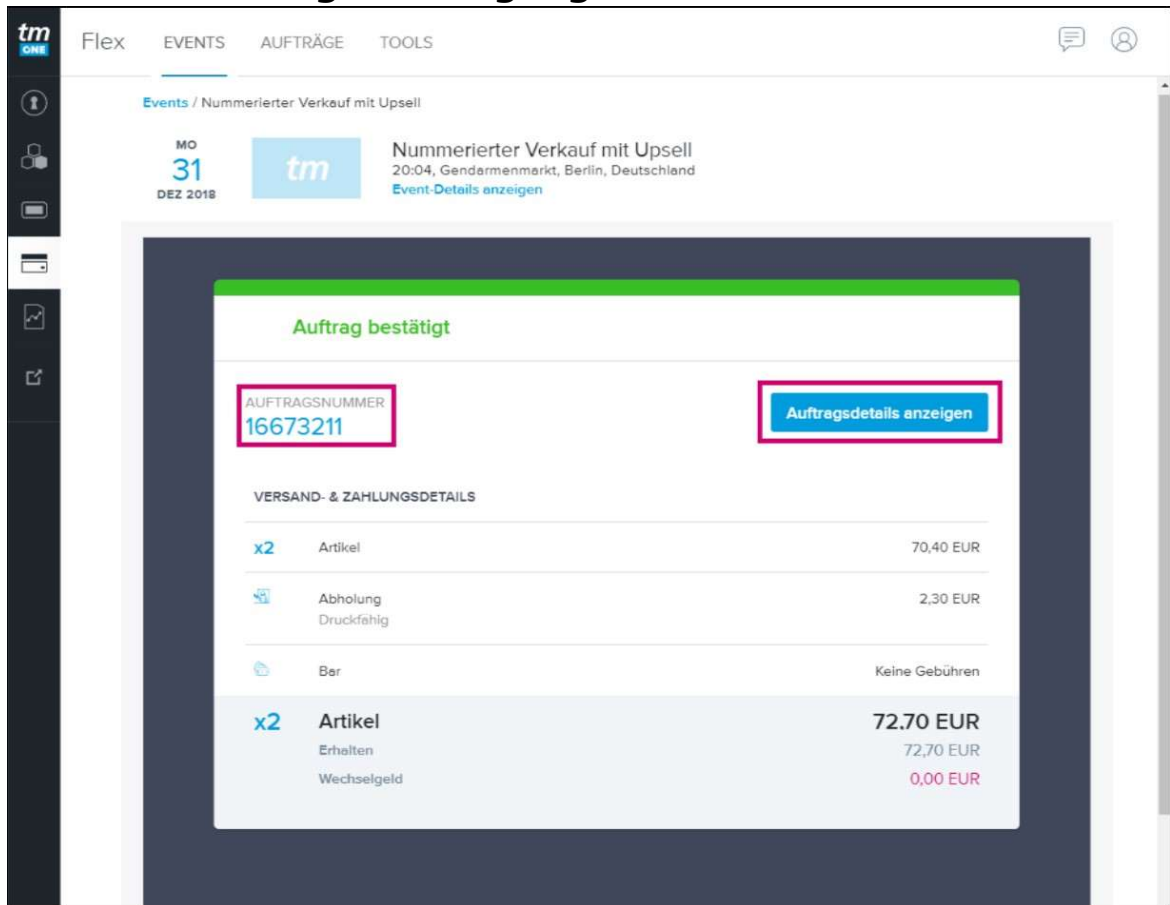 tm
ONE
Flex
EVENTS
AUFTRÄGE
TOOLS
Events / Nummerierter Verkauf mit Upsell
MO
31
DEZ 2018
tm
Nummerierter Verkauf mit Upsell
20:04, Gendarmenmarkt, Berlin, Deutschland
Event-Details anzeigen
Auftrag bestätigt
AUFTRAGSNUMMER
16673211
Auftragsdetails anzeigen
VERSAND- & ZAHLUNGSDETAILS
x2 Artikel 70,40 EUR
Abholung 2,30 EUR
Druckfähig
Bar Keine Gebühren
x2 Artikel 72,70 EUR
Erhalten 72,70 EUR
Wechselgeld 0,00 EUR